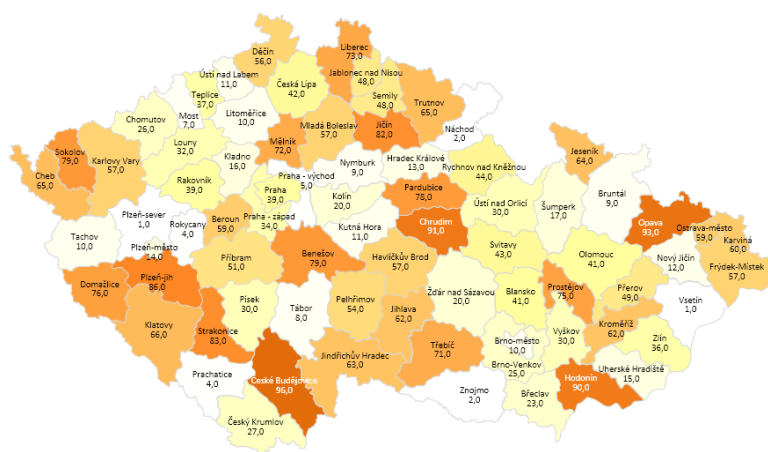 Děčín
56,0
Liberec
73,0
Ústí nad Labem
11,0
Jablonec nad Nisou
48,0
Teplice
37,0
Česká Lípa
42,0
Semily
48,0
Trutnov
65,0
Chomutov
26,0
Most
7,0
Litoměřice
10,0
Mladá Boleslav
57,0
Jičín
82,0
Náchod
2,0
Louny
32,0
Mělník
72,0
Sokolov
79,0
Karlovy Vary
57,0
Cheb
65,0
Kladno
16,0
Nymburk
9,0
Hradec Králové
13,0
Rychnov nad Kněžnou
44,0
Jeseník
64,0
Rakovník
39,0
Praha
39,0
Praha - východ
5,0
Pardubice
78,0
Bruntál
9,0
Kolín
20,0
Ústí nad Orlicí
30,0
Šumperk
17,0
Beroun
59,0
Praha - západ
34,0
Plzeň-sever
1,0
Rokycany
4,0
Kutná Hora
11,0
Chrudim
91,0
Opava
93,0
Ostrava-město
59,0
Karviná
60,0
Tachov
10,0
Plzeň-město
14,0
Příbram
51,0
Benešov
79,0
Havlíčkův Brod
57,0
Svitavy
43,0
Olomouc
41,0
Nový Jičín
12,0
Frýdek-Místek
57,0
Domažlice
76,0
Plzeň-jih
86,0
Žďár nad Sázavou
20,0
Blansko
41,0
Prostějov
75,0
Přerov
49,0
Písek
30,0
Tábor
8,0
Pelhřimov
54,0
Jihlava
62,0
Vsetín
1,0
Klatovy
66,0
Strakonice
83,0
Kroměříž
62,0
Vyškov
30,0
Zlín
36,0
Třebíč
71,0
Brno-město
10,0
Jindřichův Hradec
63,0
Brno-Venkov
25,0
Uherské Hradiště
15,0
Prachatice
4,0
České Budějovice
96,0
Hodonín
90,0
Znojmo
2,0
Břeclav
23,0
Český Krumlov
27,0